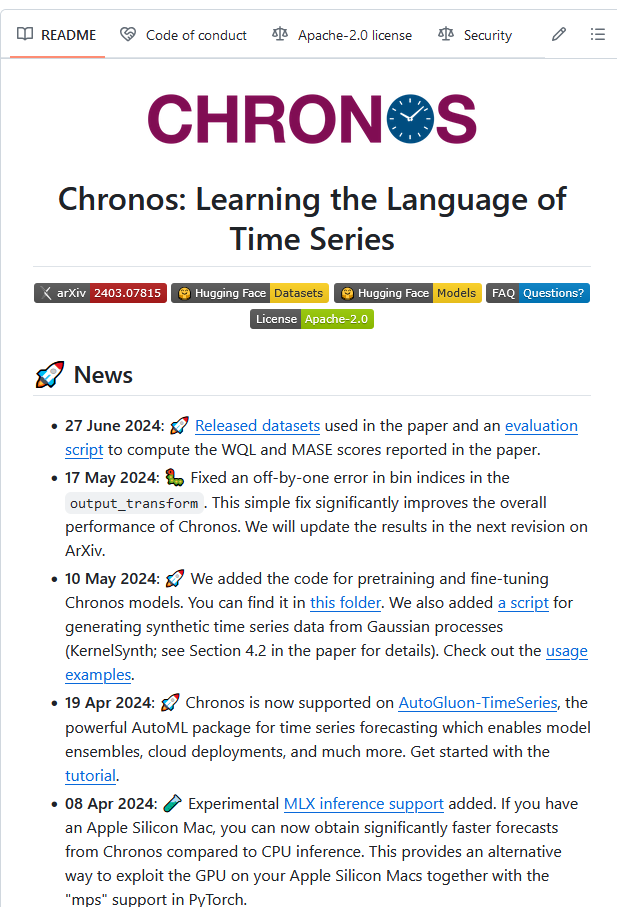 README Code of conduct Apache-2.0 license Security
CHRONOS
Chronos: Learning the Language of
Time Series
arXiv 2403.07815 Hugging Face Datasets Hugging Face Models FAQ Questions?
License Apache-2.0
🚀 News
• 27 June 2024: 🚀 Released datasets used in the paper and an evaluation
script to compute the WQL and MASE scores reported in the paper.
• 17 May 2024: 🐛 Fixed an off-by-one error in bin indices in the
output_transform. This simple fix significantly improves the overall
performance of Chronos. We will update the results in the next revision on
ArXiv.
• 10 May 2024: 🚀 We added the code for pretraining and fine-tuning
Chronos models. You can find it in this folder. We also added a script for
generating synthetic time series data from Gaussian processes
(KernelSynth; see Section 4.2 in the paper for details). Check out the usage
examples.
• 19 Apr 2024: 🚀 Chronos is now supported on AutoGluon-TimeSeries, the
powerful AutoML package for time series forecasting which enables model
ensembles, cloud deployments, and much more. Get started with the
tutorial.
• 08 Apr 2024: 🧪 Experimental MLX inference support added. If you have
an Apple Silicon Mac, you can now obtain significantly faster forecasts
from Chronos compared to CPU inference. This provides an alternative
way to exploit the GPU on your Apple Silicon Macs together with the
"mps" support in PyTorch.